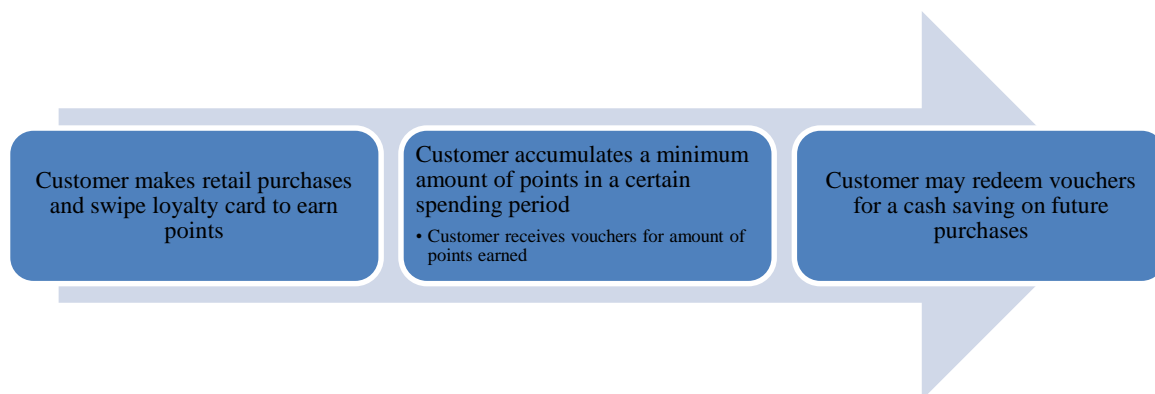 Customer makes retail purchases
and swipe loyalty card to earn
points
Customer accumulates a minimum
amount of points in a certain
spending period
• Customer receives vouchers for amount of
points earned
Customer may redeem vouchers
for a cash saving on future
purchases